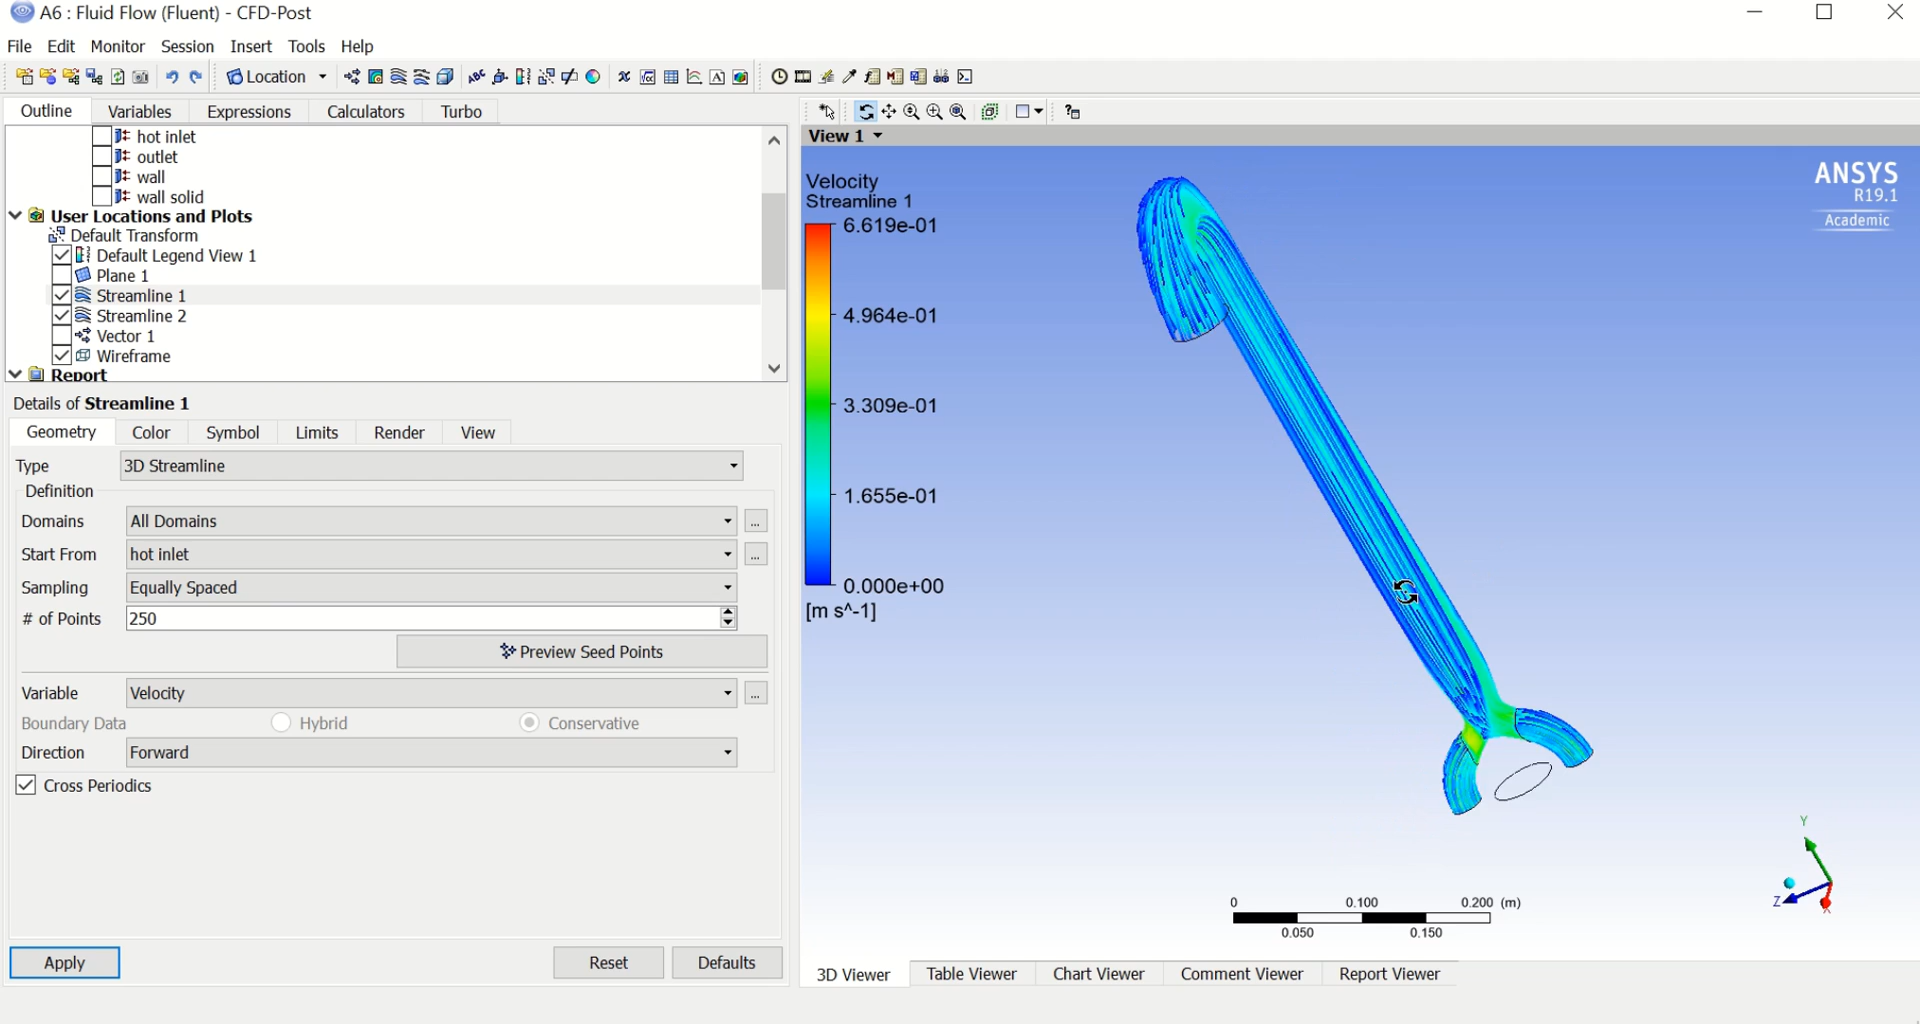 A6 : Fluid Flow (Fluent) - CFD-Post
File Edit Monitor Session Insert Tools Help
Location
Outline Variables Expressions Calculators Turbo
hot inlet
outlet
wall
wall solid
User Locations and Plots
Default Transform
Default Legend View 1
Plane 1
Streamline 1
Streamline 2
Vector 1
Wireframe
Report
Details of Streamline 1
Geometry Color Symbol Limits Render View
Type 3D Streamline
Definition
Domains All Domains ...
Start From hot inlet ...
Sampling Equally Spaced
# of Points 250
Preview Seed Points
Variable Velocity ...
Boundary Data Hybrid Conservative
Direction Forward
Cross Periodics
Apply Reset Defaults
View 1
Velocity
Streamline 1
6.619e-01
4.964e-01
3.309e-01
1.655e-01
0.000e+00
[m s^-1]
ANSYS
R19.1
Academic
Y
Z
X
0 0.100 0.200 (m)
0.050 0.150
3D Viewer Table Viewer Chart Viewer Comment Viewer Report Viewer